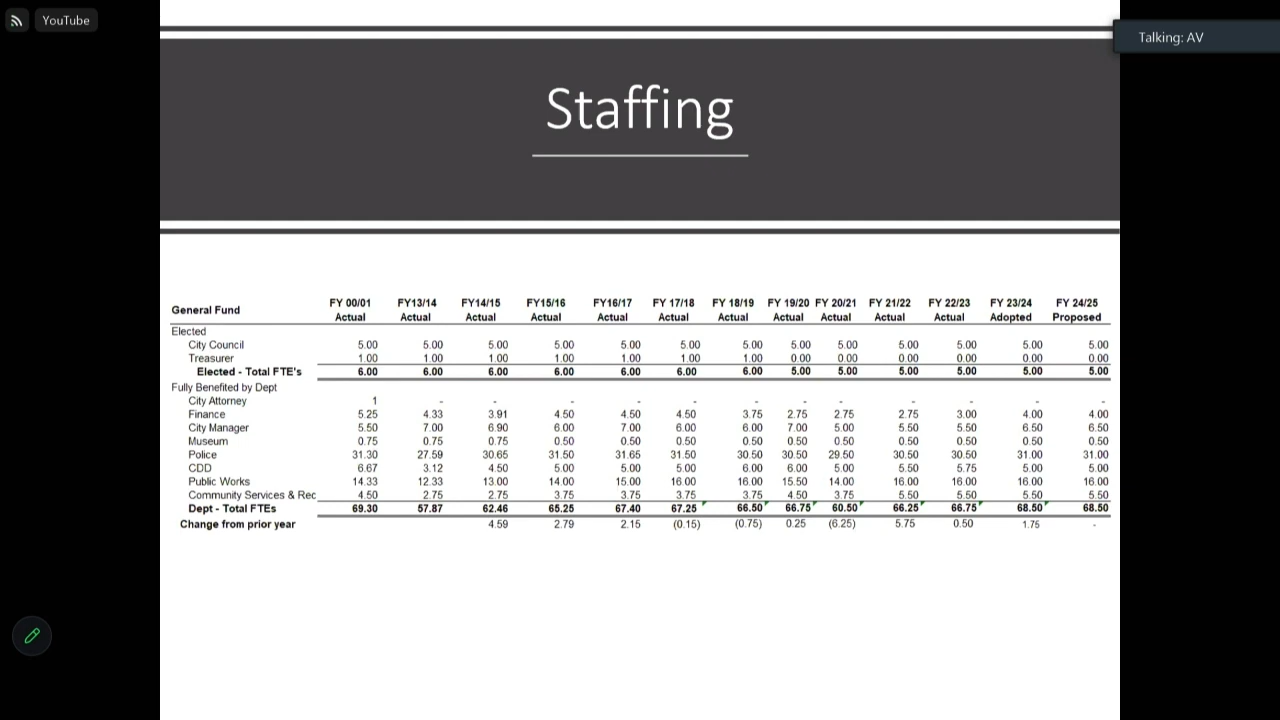 YouTube
Talking: AV
Staffing
General Fund FY 00/01 Actual FY13/14 Actual FY14/15 Actual FY15/16 Actual FY16/17 Actual FY 17/18 Actual FY 18/19 Actual FY 19/20 Actual FY 20/21 Actual FY 21/22 Actual FY 22/23 Actual FY 23/24 Adopted FY 24/25 Proposed
Elected
City Council 5.00 5.00 5.00 5.00 5.00 5.00 5.00 5.00 5.00 5.00 5.00 5.00 5.00
Treasurer 1.00 1.00 1.00 1.00 1.00 1.00 1.00 0.00 0.00 0.00 0.00 0.00 0.00
Elected - Total FTE's 6.00 6.00 6.00 6.00 6.00 6.00 6.00 5.00 5.00 5.00 5.00 5.00 5.00
Fully Benefited by Dept
City Attorney 1 - - - - - - - - - - - -
Finance 5.25 4.33 3.91 4.50 4.50 4.50 3.75 2.75 2.75 2.75 3.00 4.00 4.00
City Manager 5.50 7.00 6.90 6.00 7.00 6.00 6.00 7.00 5.00 5.50 5.50 6.50 6.50
Museum 0.75 0.75 0.75 0.50 0.50 0.50 0.50 0.50 0.50 0.50 0.50 0.50 0.50
Police 31.30 27.59 30.65 31.50 31.65 31.50 30.50 30.50 29.50 30.50 30.50 31.00 31.00
CDD 6.67 3.12 4.50 5.00 5.00 5.00 6.00 6.00 5.00 5.50 5.75 5.00 5.00
Public Works 14.33 12.33 13.00 14.00 15.00 16.00 16.00 15.50 14.00 16.00 16.00 16.00 16.00
Community Services & Rec 4.50 2.75 2.75 3.75 3.75 3.75 3.75 4.50 3.75 5.50 5.50 5.50 5.50
Dept - Total FTEs 69.30 57.87 62.46 65.25 67.40 67.25 66.50 66.75 60.50 66.25 66.75 68.50 68.50
Change from prior year 4.59 2.79 2.15 (0.15) (0.75) 0.25 (6.25) 5.75 0.50 1.75 -